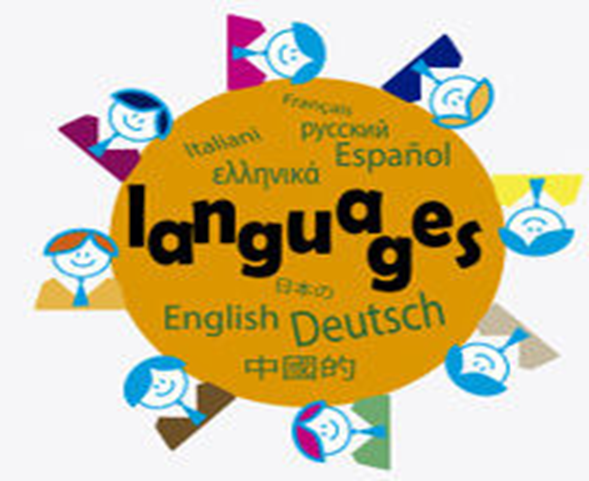 Français
Italiani русский
Español
ελληνικά
languages
日本の
English Deutsch
中國的